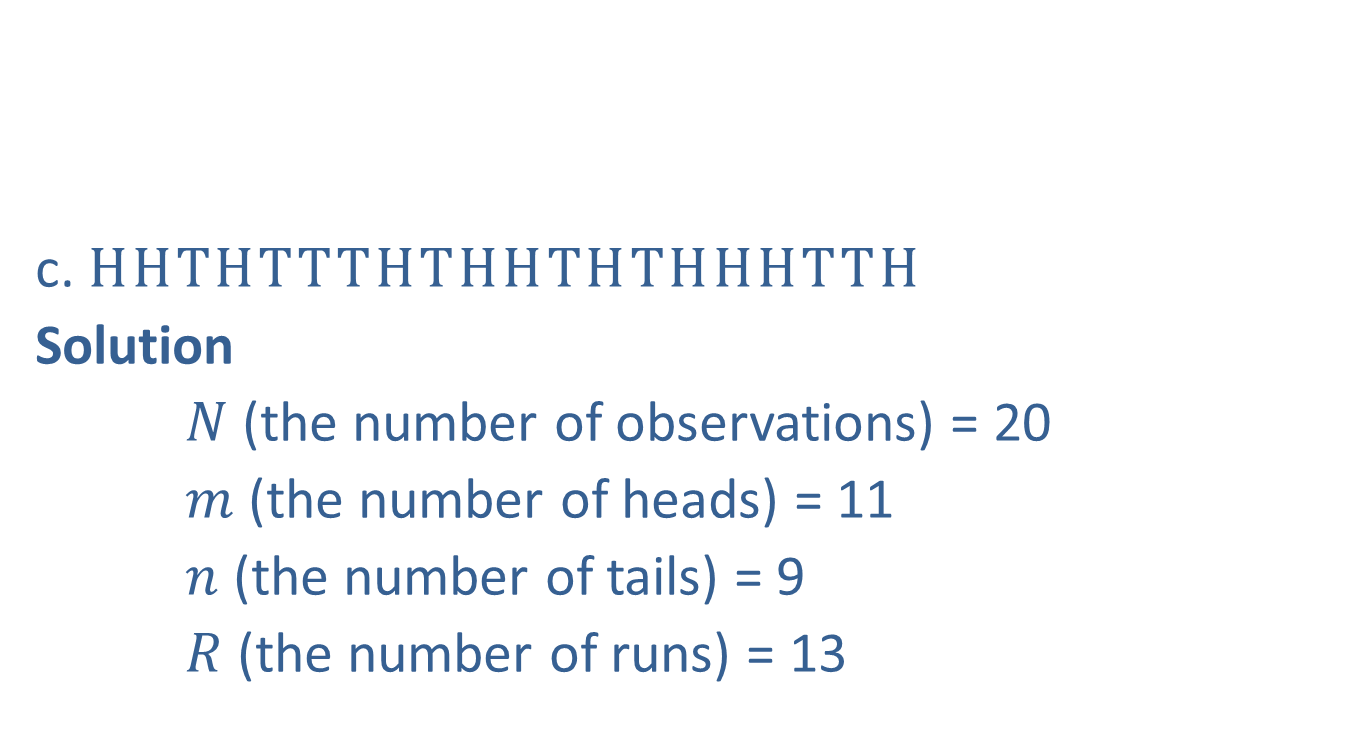 c. H H T H T T T H T H H T H T H H H T T H
Solution
N (the number of observations) = 20
m (the number of heads) = 11
n (the number of tails) = 9
R (the number of runs) = 13